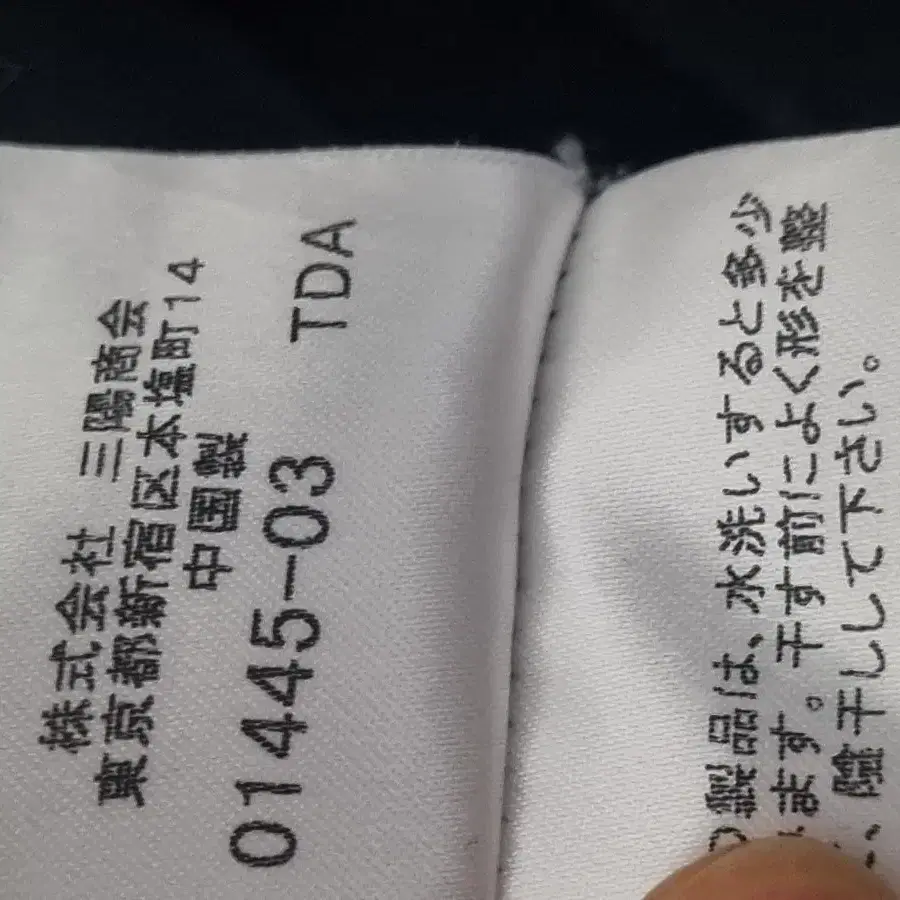 株式会社 三陽商会
東京都新宿区本塩町14
中国製
01445-03 TDA
製品は、水洗いすると多少
ます。干す前によく形を整
、陰干しして下さい。